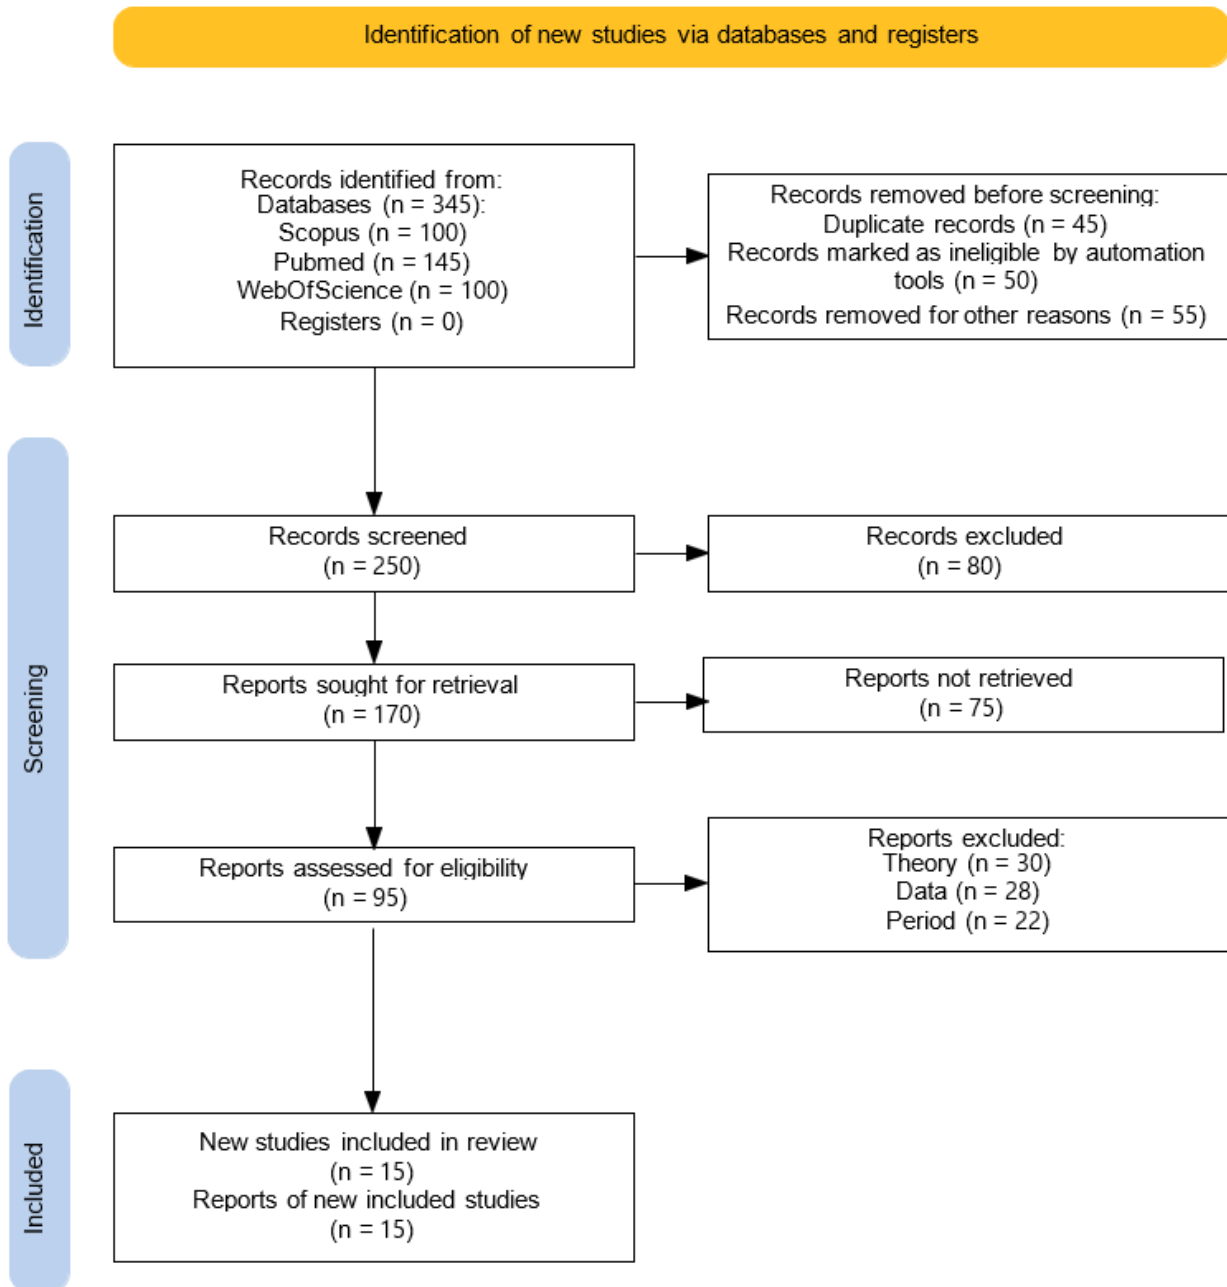 Identification of new studies via databases and registers
Identification
Records identified from:
Databases (n = 345):
Scopus (n = 100)
Pubmed (n = 145)
WebOfScience (n = 100)
Registers (n = 0)
Records removed before screening:
Duplicate records (n = 45)
Records marked as ineligible by automation
tools (n = 50)
Records removed for other reasons (n = 55)
Screening
Records screened
(n = 250)
Records excluded
(n = 80)
Reports sought for retrieval
(n = 170)
Reports not retrieved
(n = 75)
Reports assessed for eligibility
(n = 95)
Reports excluded:
Theory (n = 30)
Data (n = 28)
Period (n = 22)
Included
New studies included in review
(n = 15)
Reports of new included studies
(n = 15)